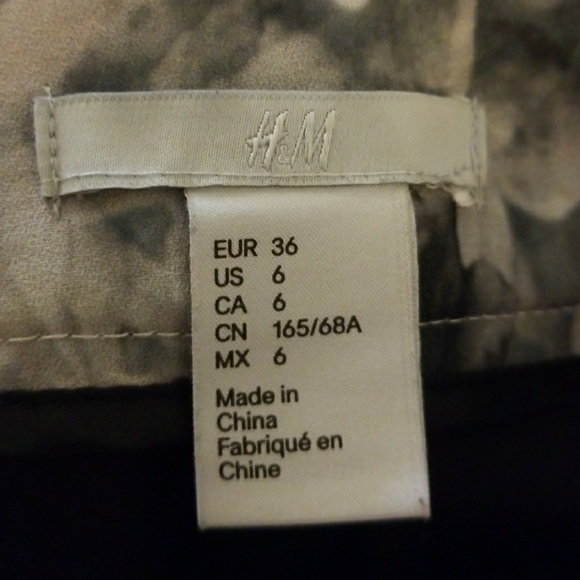 H&M
EUR 36
US 6
CA 6
CN 165/68A
MX 6
Made in
China
Fabriqué en
Chine